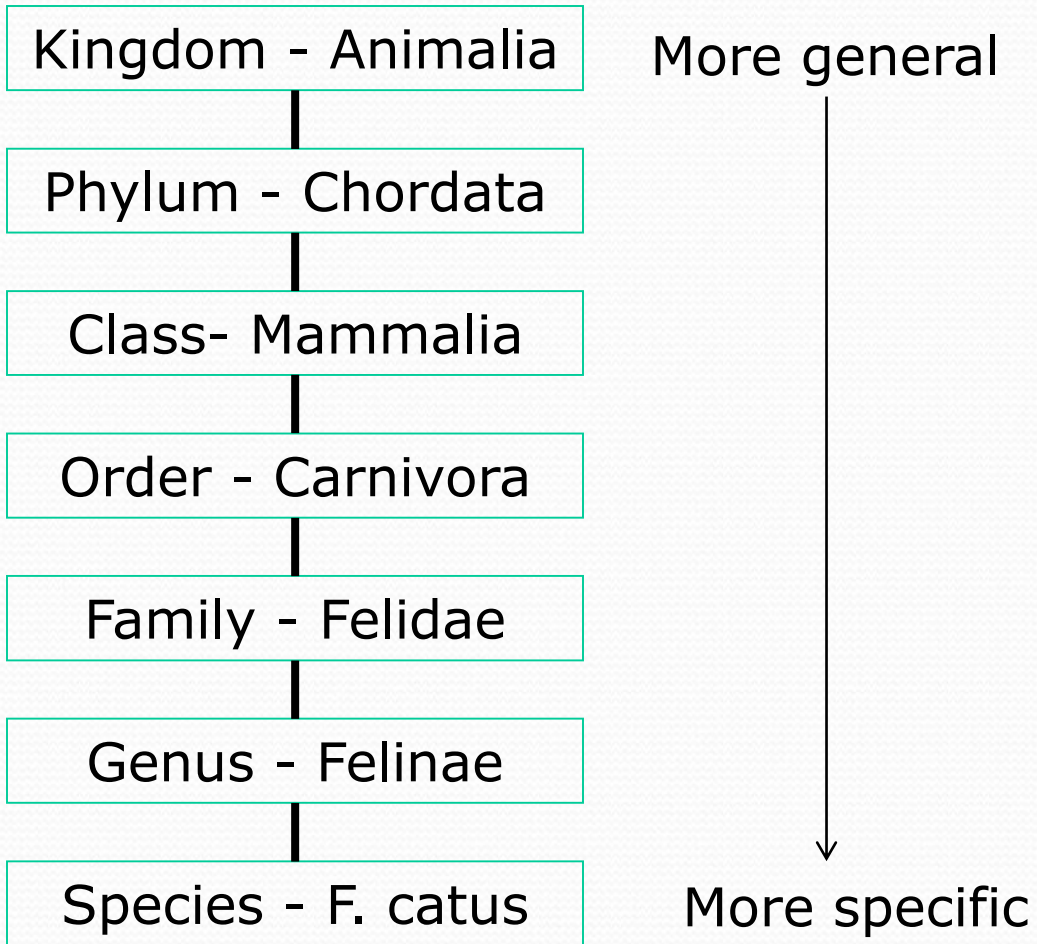 Kingdom - Animalia
More general
Phylum - Chordata
Class- Mammalia
Order - Carnivora
Family - Felidae
Genus - Felinae
Species - F. catus
More specific